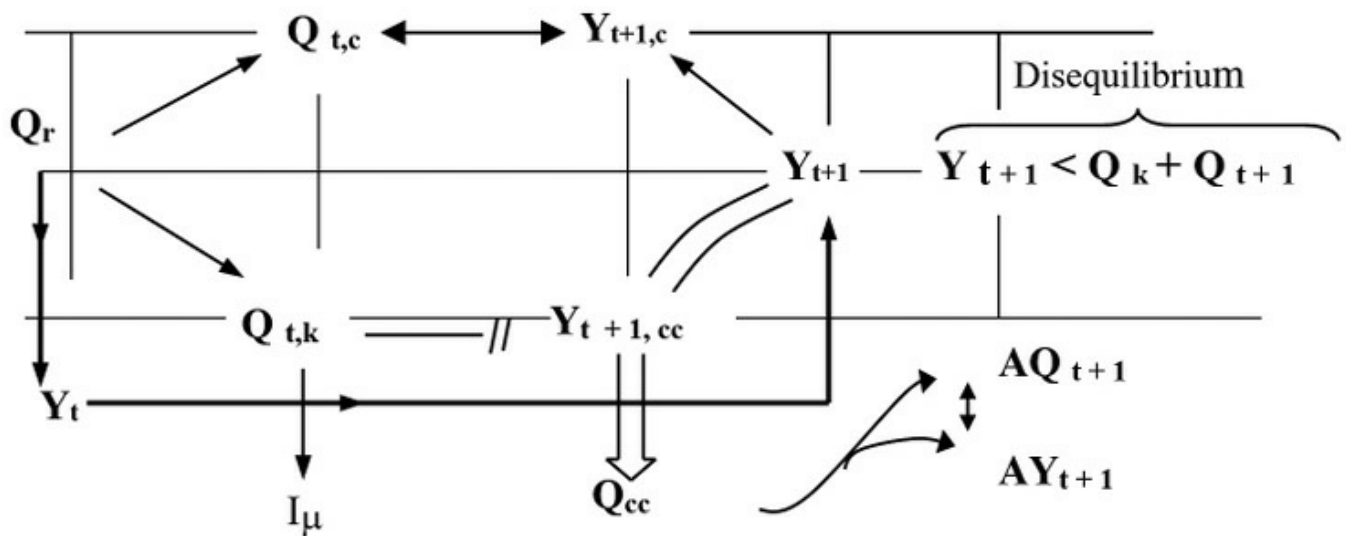 Q t,c Y t+1,c
Disequilibrium
Qr
Y t+1 Y t + 1 < Q k + Q t + 1
Q t,k // Y t + 1, cc
AQ t + 1
Yt
AY t + 1
Iμ Qcc